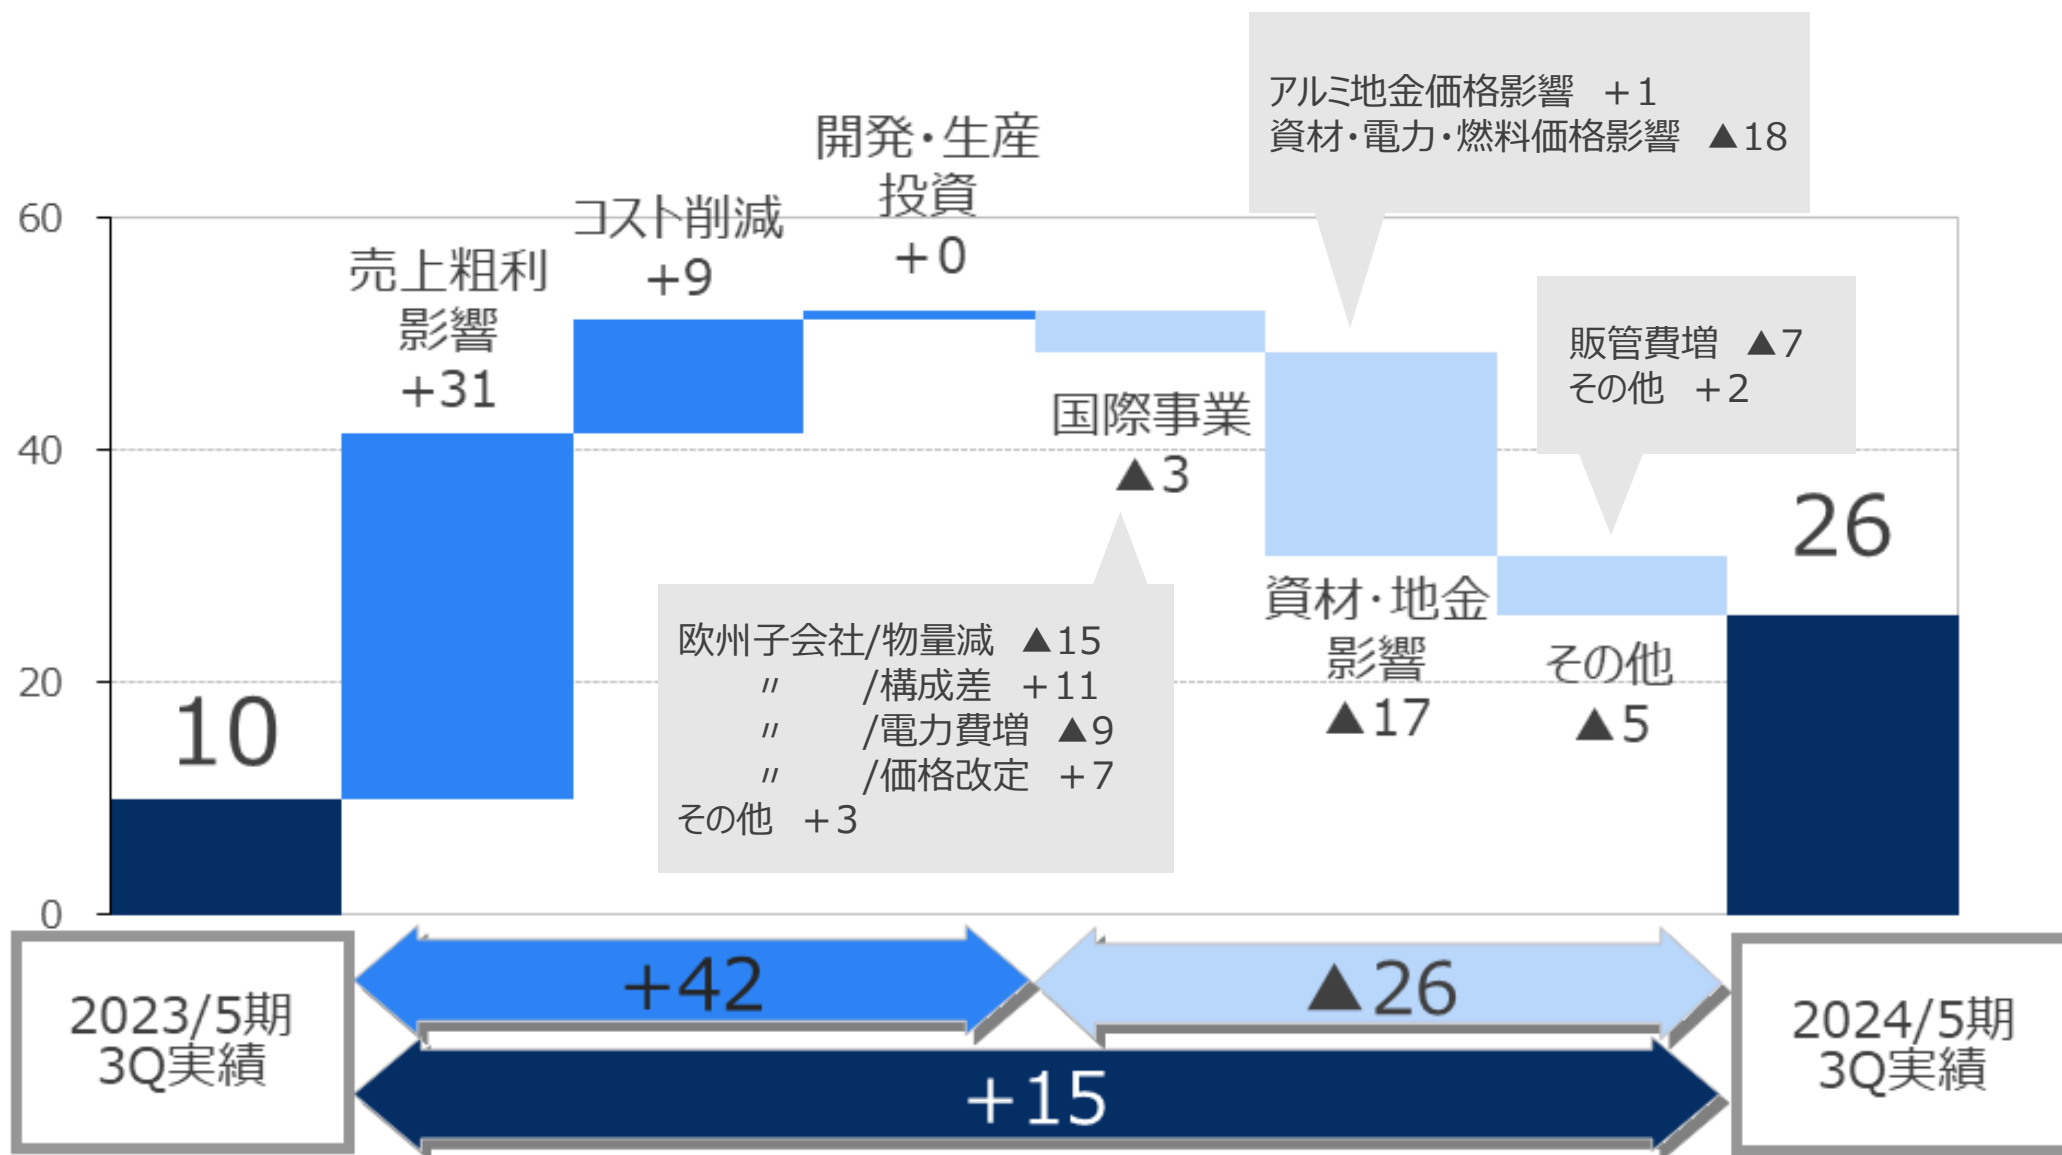 アルミ地金価格影響 +1
資材・電力・燃料価格影響 ▲18
開発・生産
投資
+0
コスト削減
+9
売上粗利
影響
+31
60
40
20
0
販管費増 ▲7
その他 +2
国際事業
▲3
10
26
欧州子会社/物量減 ▲15
〃 /構成差 +11
〃 /電力費増 ▲9
〃 /価格改定 +7
その他 +3
資材・地金
影響
▲17
その他
▲5
2023/5期
3Q実績
+42
▲26
+15
2024/5期
3Q実績